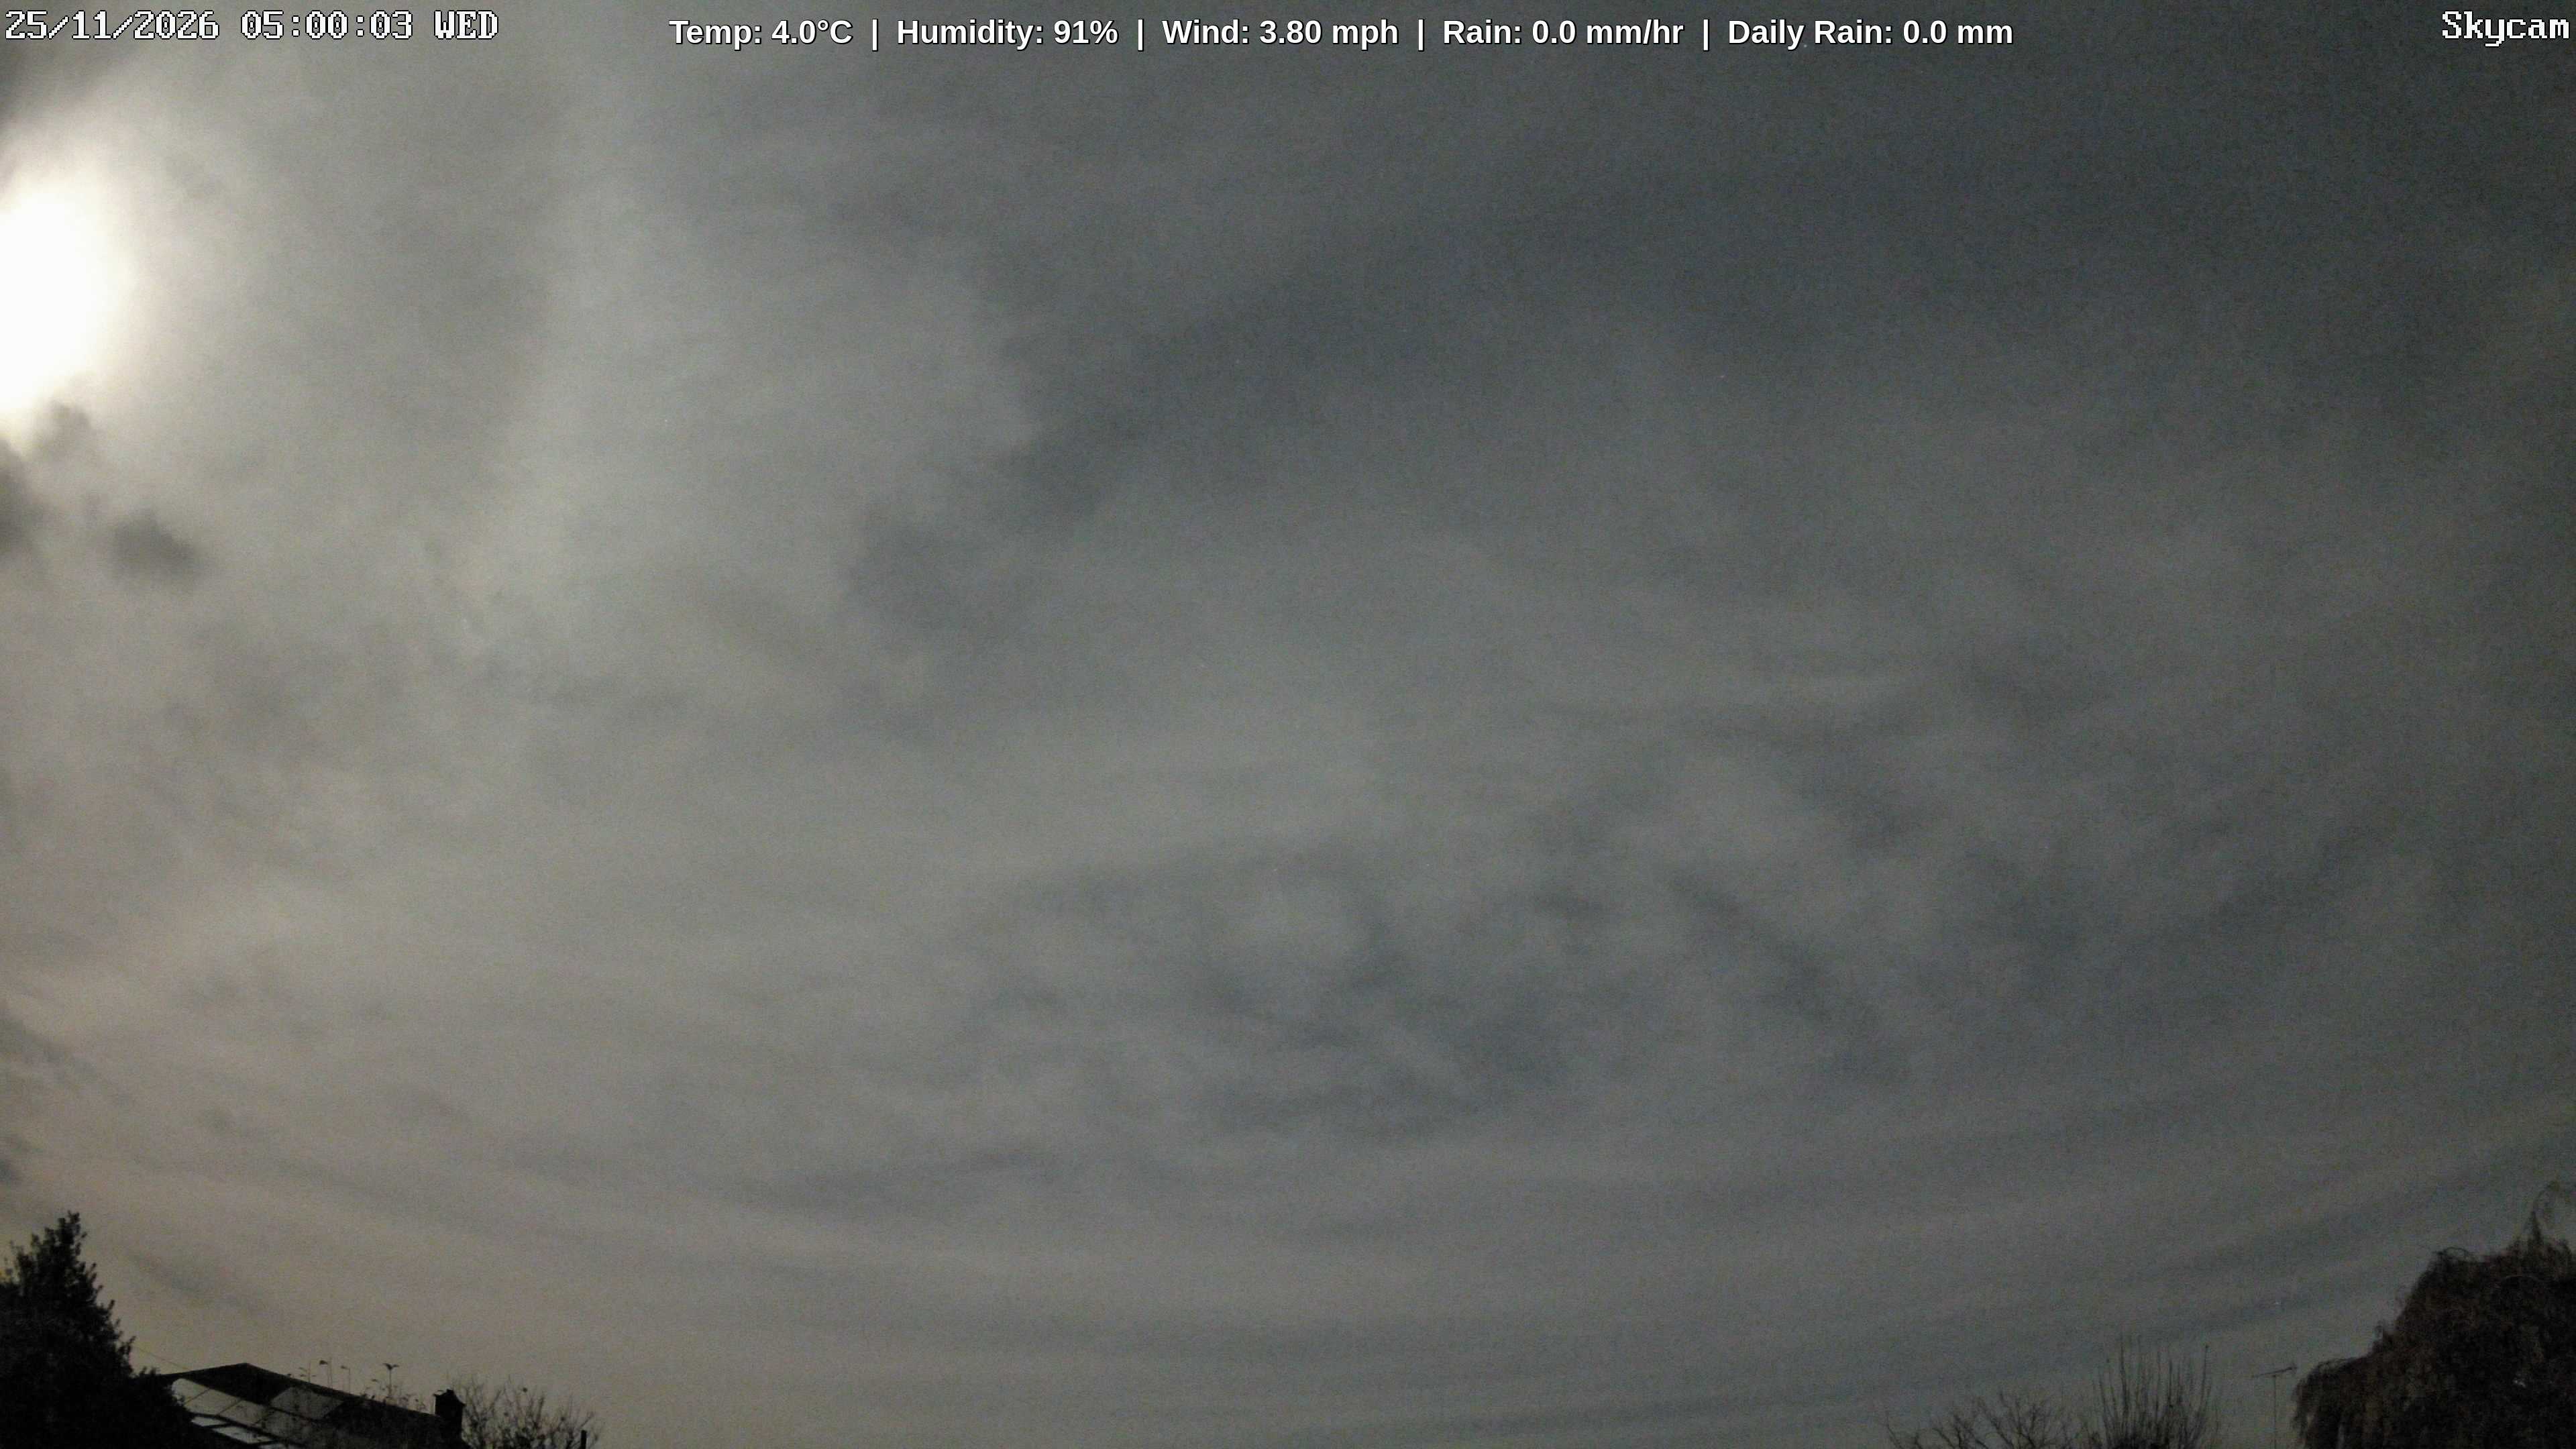 25/11/2026 05:00:03 WED
Temp: 4.0°C | Humidity: 91% | Wind: 3.80 mph | Rain: 0.0 mm/hr | Daily Rain: 0.0 mm
Skycam